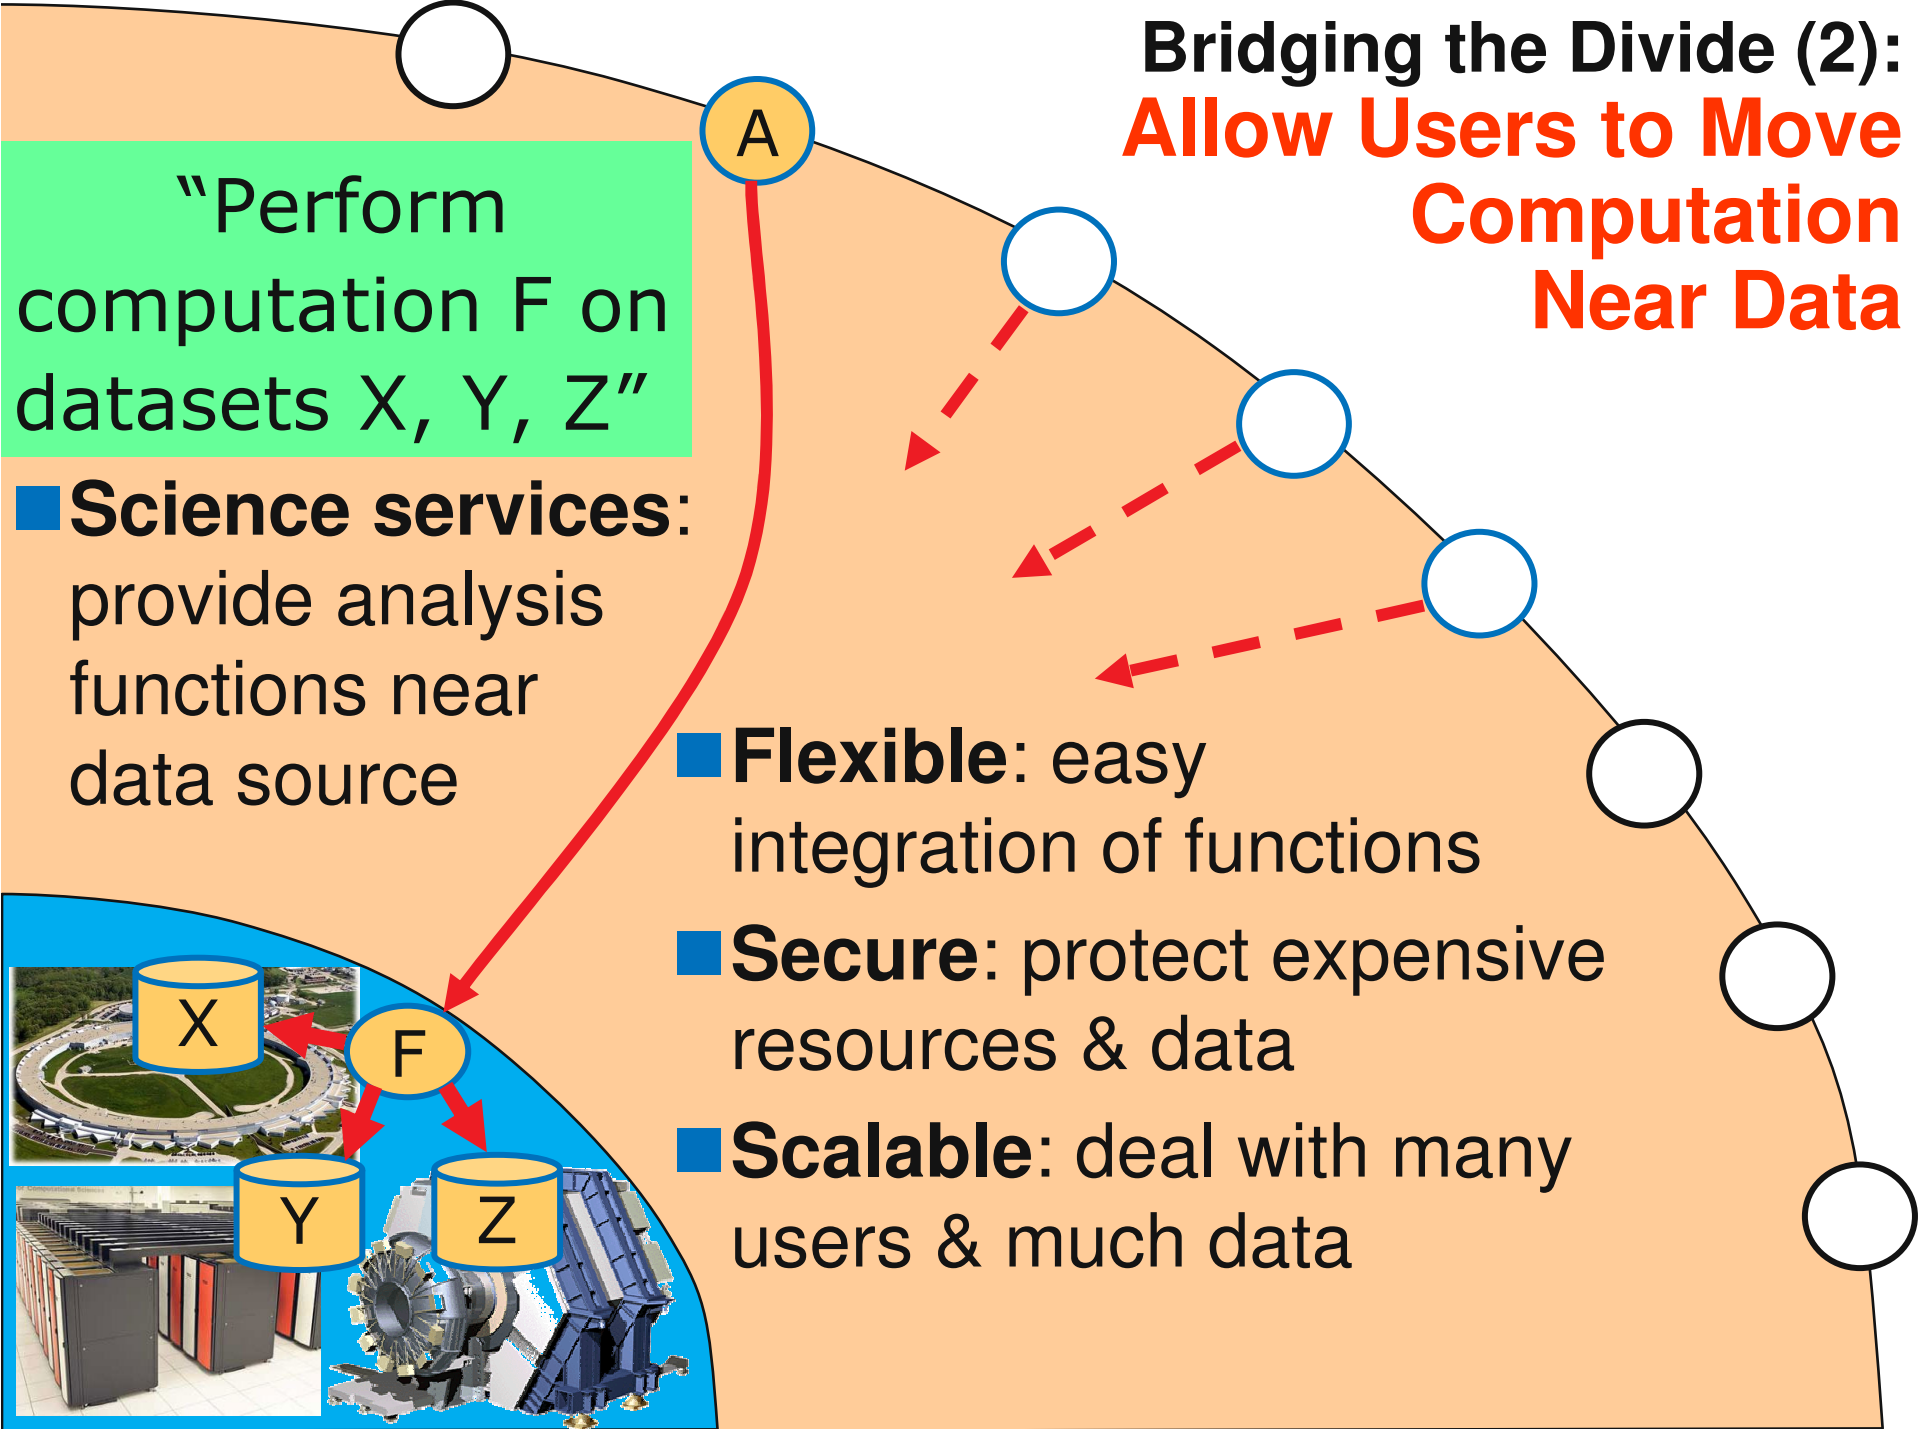 Bridging the Divide (2):
Allow Users to Move
Computation
Near Data
A
“Perform
computation F on
datasets X, Y, Z”
Science services:
provide analysis
functions near
data source
Flexible: easy
integration of functions
Secure: protect expensive
resources & data
Scalable: deal with many
users & much data
X
F
Y
Z